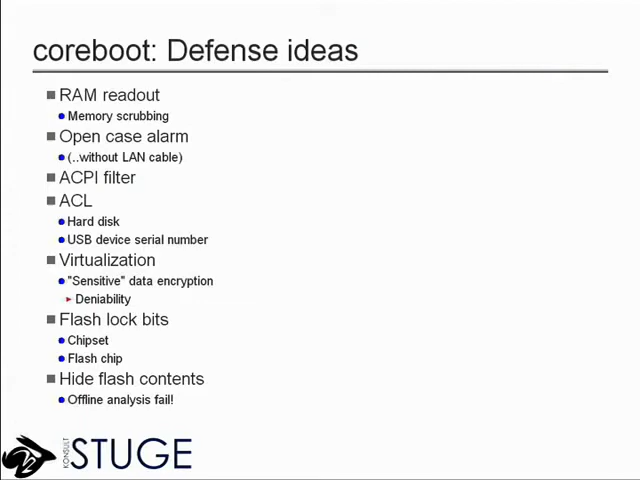 coreboot: Defense ideas
RAM readout
Memory scrubbing
Open case alarm
(..without LAN cable)
ACPI filter
ACL
Hard disk
USB device serial number
Virtualization
"Sensitive" data encryption
Deniability
Flash lock bits
Chipset
Flash chip
Hide flash contents
Offline analysis fail!
KONSULT STUGE